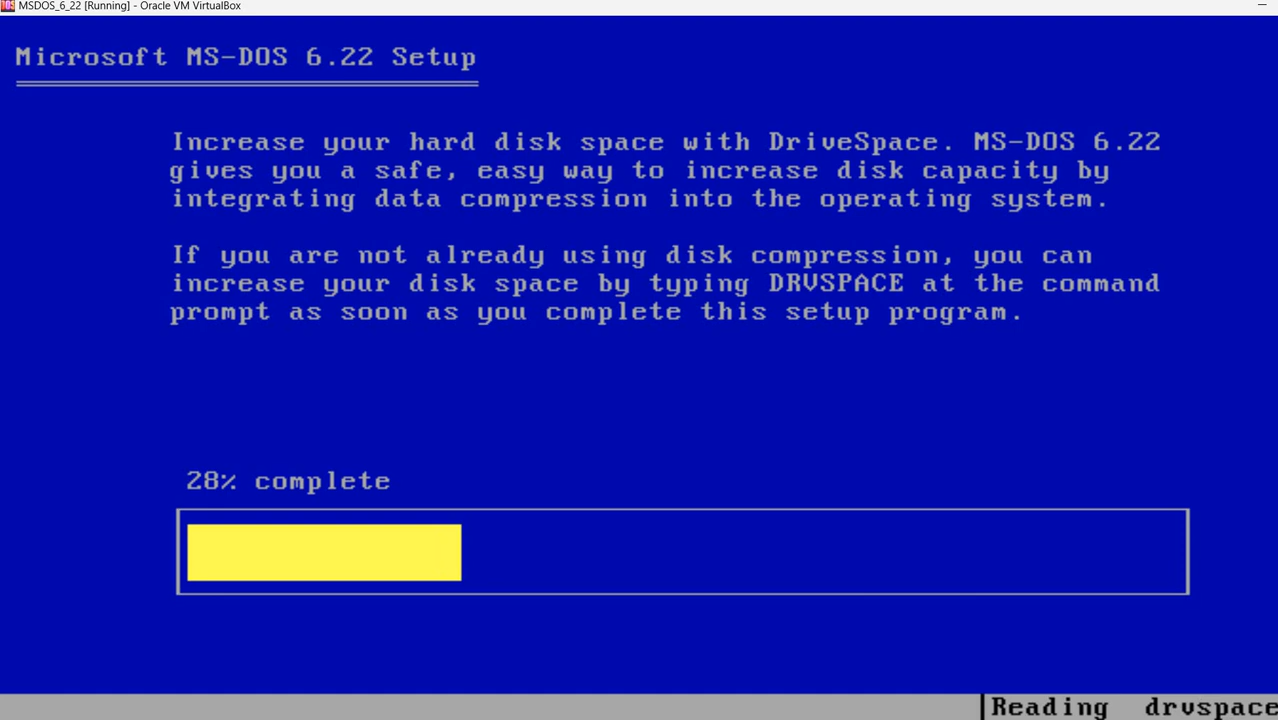 MSDOS_6_22 [Running] - Oracle VM VirtualBox
Microsoft MS-DOS 6.22 Setup
Increase your hard disk space with DriveSpace. MS-DOS 6.22
gives you a safe, easy way to increase disk capacity by
integrating data compression into the operating system.
If you are not already using disk compression, you can
increase your disk space by typing DRVSPACE at the command
prompt as soon as you complete this setup program.
28% complete
Reading drvspace